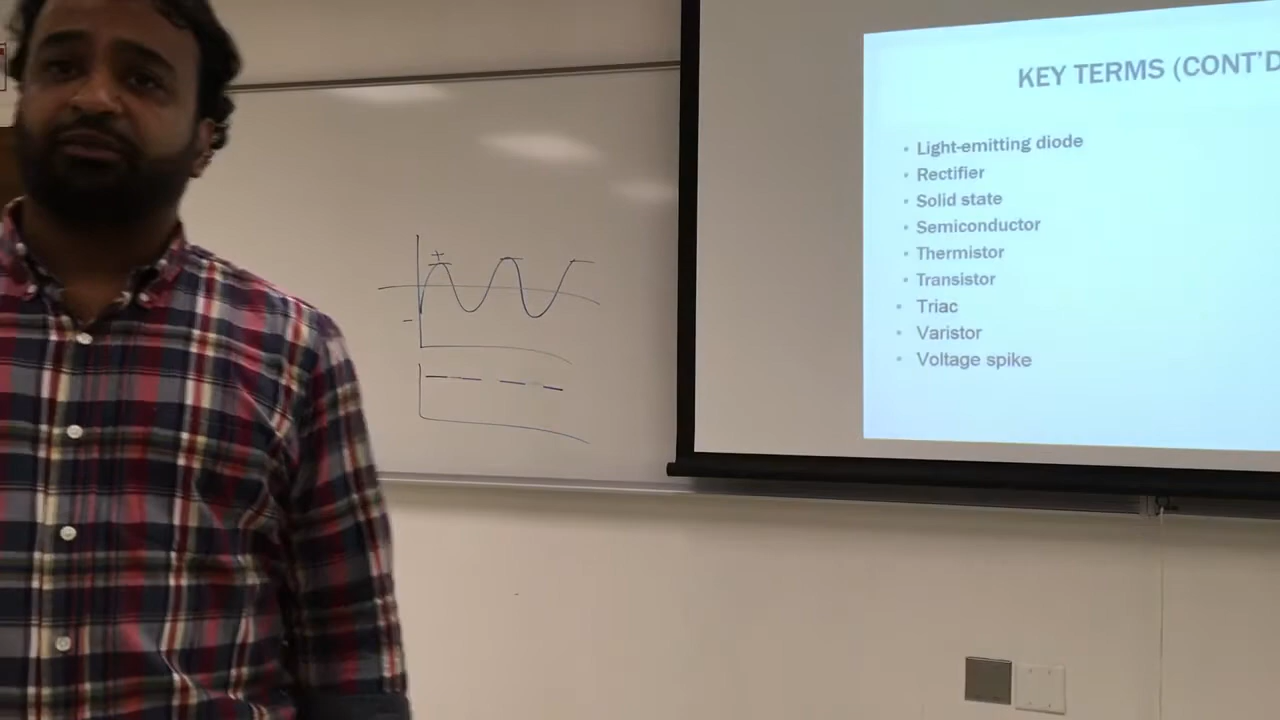 KEY TERMS (CONT'D
• Light-emitting diode
• Rectifier
• Solid state
• Semiconductor
• Thermistor
• Transistor
• Triac
• Varistor
• Voltage spike
+
-